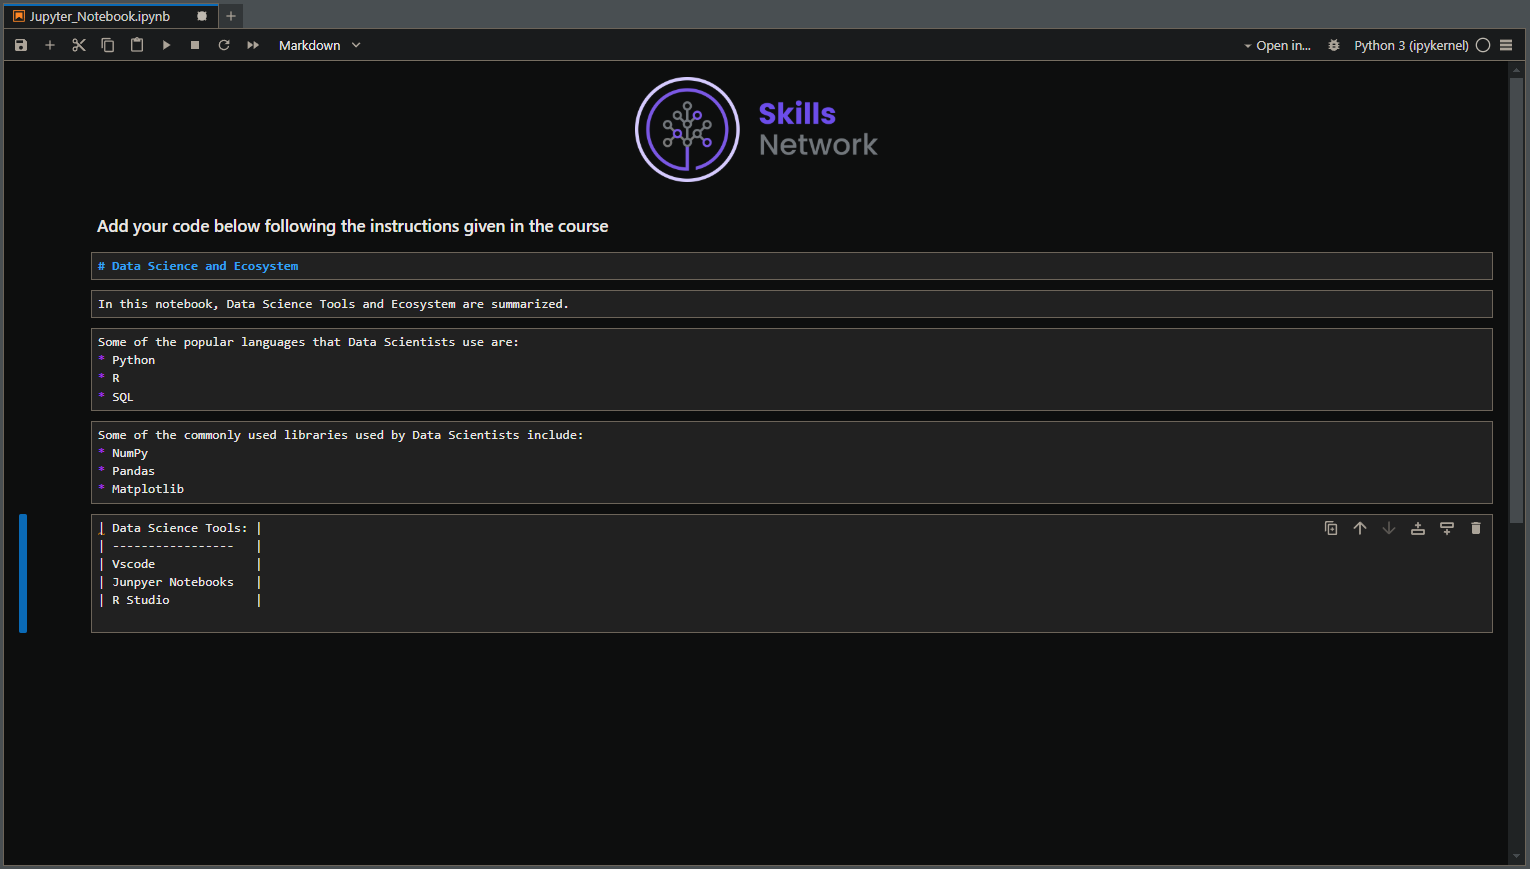 Jupyter_Notebook.ipynb
Markdown Open in... Python 3 (ipykernel)
Skills
Network
Add your code below following the instructions given in the course
# Data Science and Ecosystem
In this notebook, Data Science Tools and Ecosystem are summarized.
Some of the popular languages that Data Scientists use are:
* Python
* R
* SQL
Some of the commonly used libraries used by Data Scientists include:
* NumPy
* Pandas
* Matplotlib
| Data Science Tools: |
| -----------------   |
| Vscode              |
| Junpyer Notebooks   |
| R Studio            |